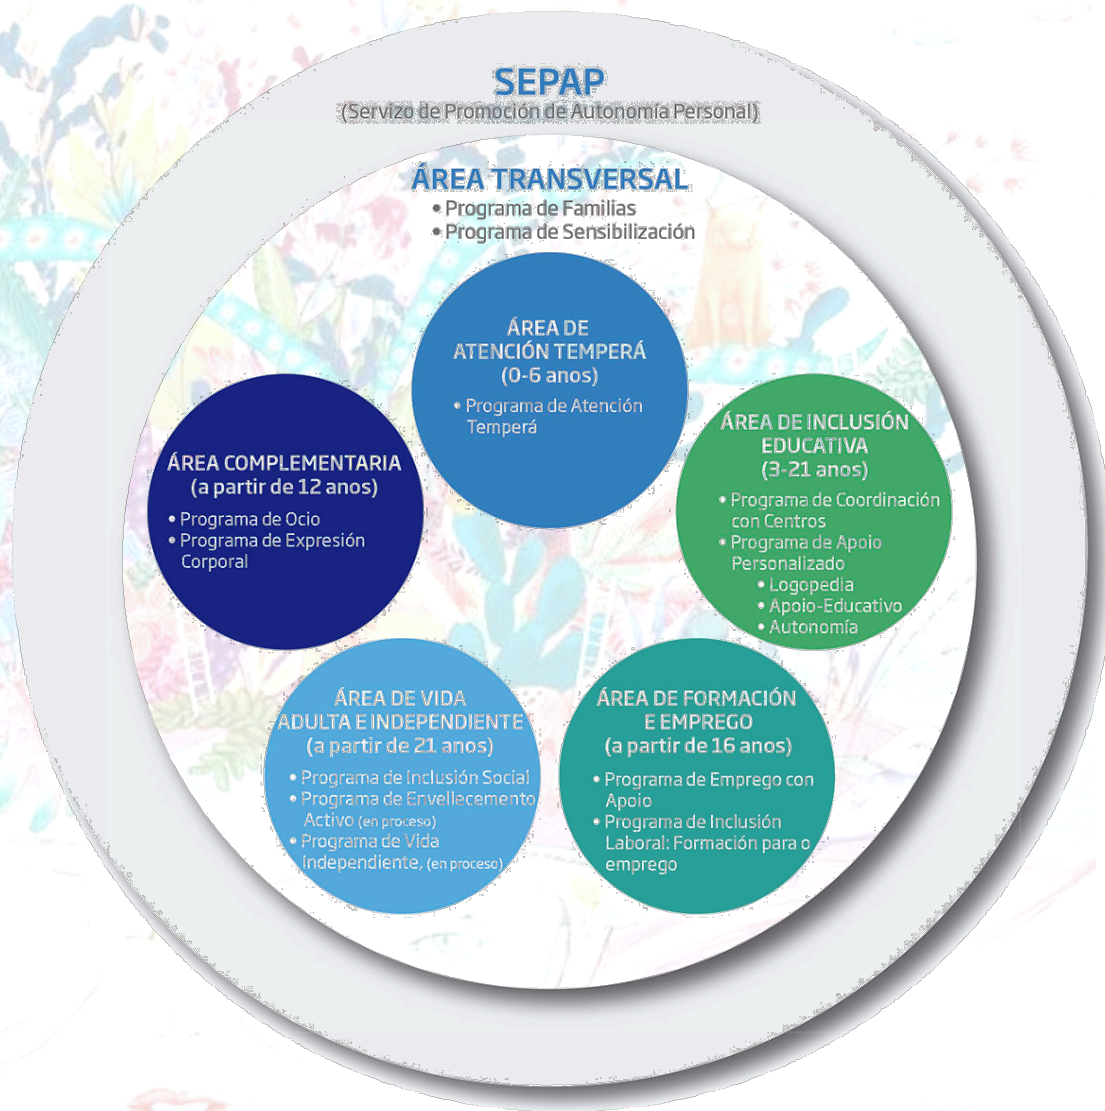 SEPAP
(Servizo de Promoción de Autonomía Personal)
ÁREA TRANSVERSAL
• Programa de Familias
• Programa de Sensibilización
ÁREA DE
ATENCIÓN TEMPERÁ
(0-6 anos)
• Programa de Atención
Temperá
ÁREA COMPLEMENTARIA
(a partir de 12 anos)
• Programa de Ocio
• Programa de Expresión
Corporal
ÁREA DE INCLUSIÓN
EDUCATIVA
(3-21 anos)
• Programa de Coordinación
con Centros
• Programa de Apoio
Personalizado
• Logopedia
• Apoio-Educativo
• Autonomía
ÁREA DE VIDA
ADULTA E INDEPENDIENTE
(a partir de 21 anos)
• Programa de Inclusión Social
• Programa de Envellecemento
Activo (en proceso)
• Programa de Vida
Independiente, (en proceso)
ÁREA DE FORMACIÓN
E EMPREGO
(a partir de 16 anos)
• Programa de Emprego con
Apoio
• Programa de Inclusión
Laboral: Formación para o
emprego